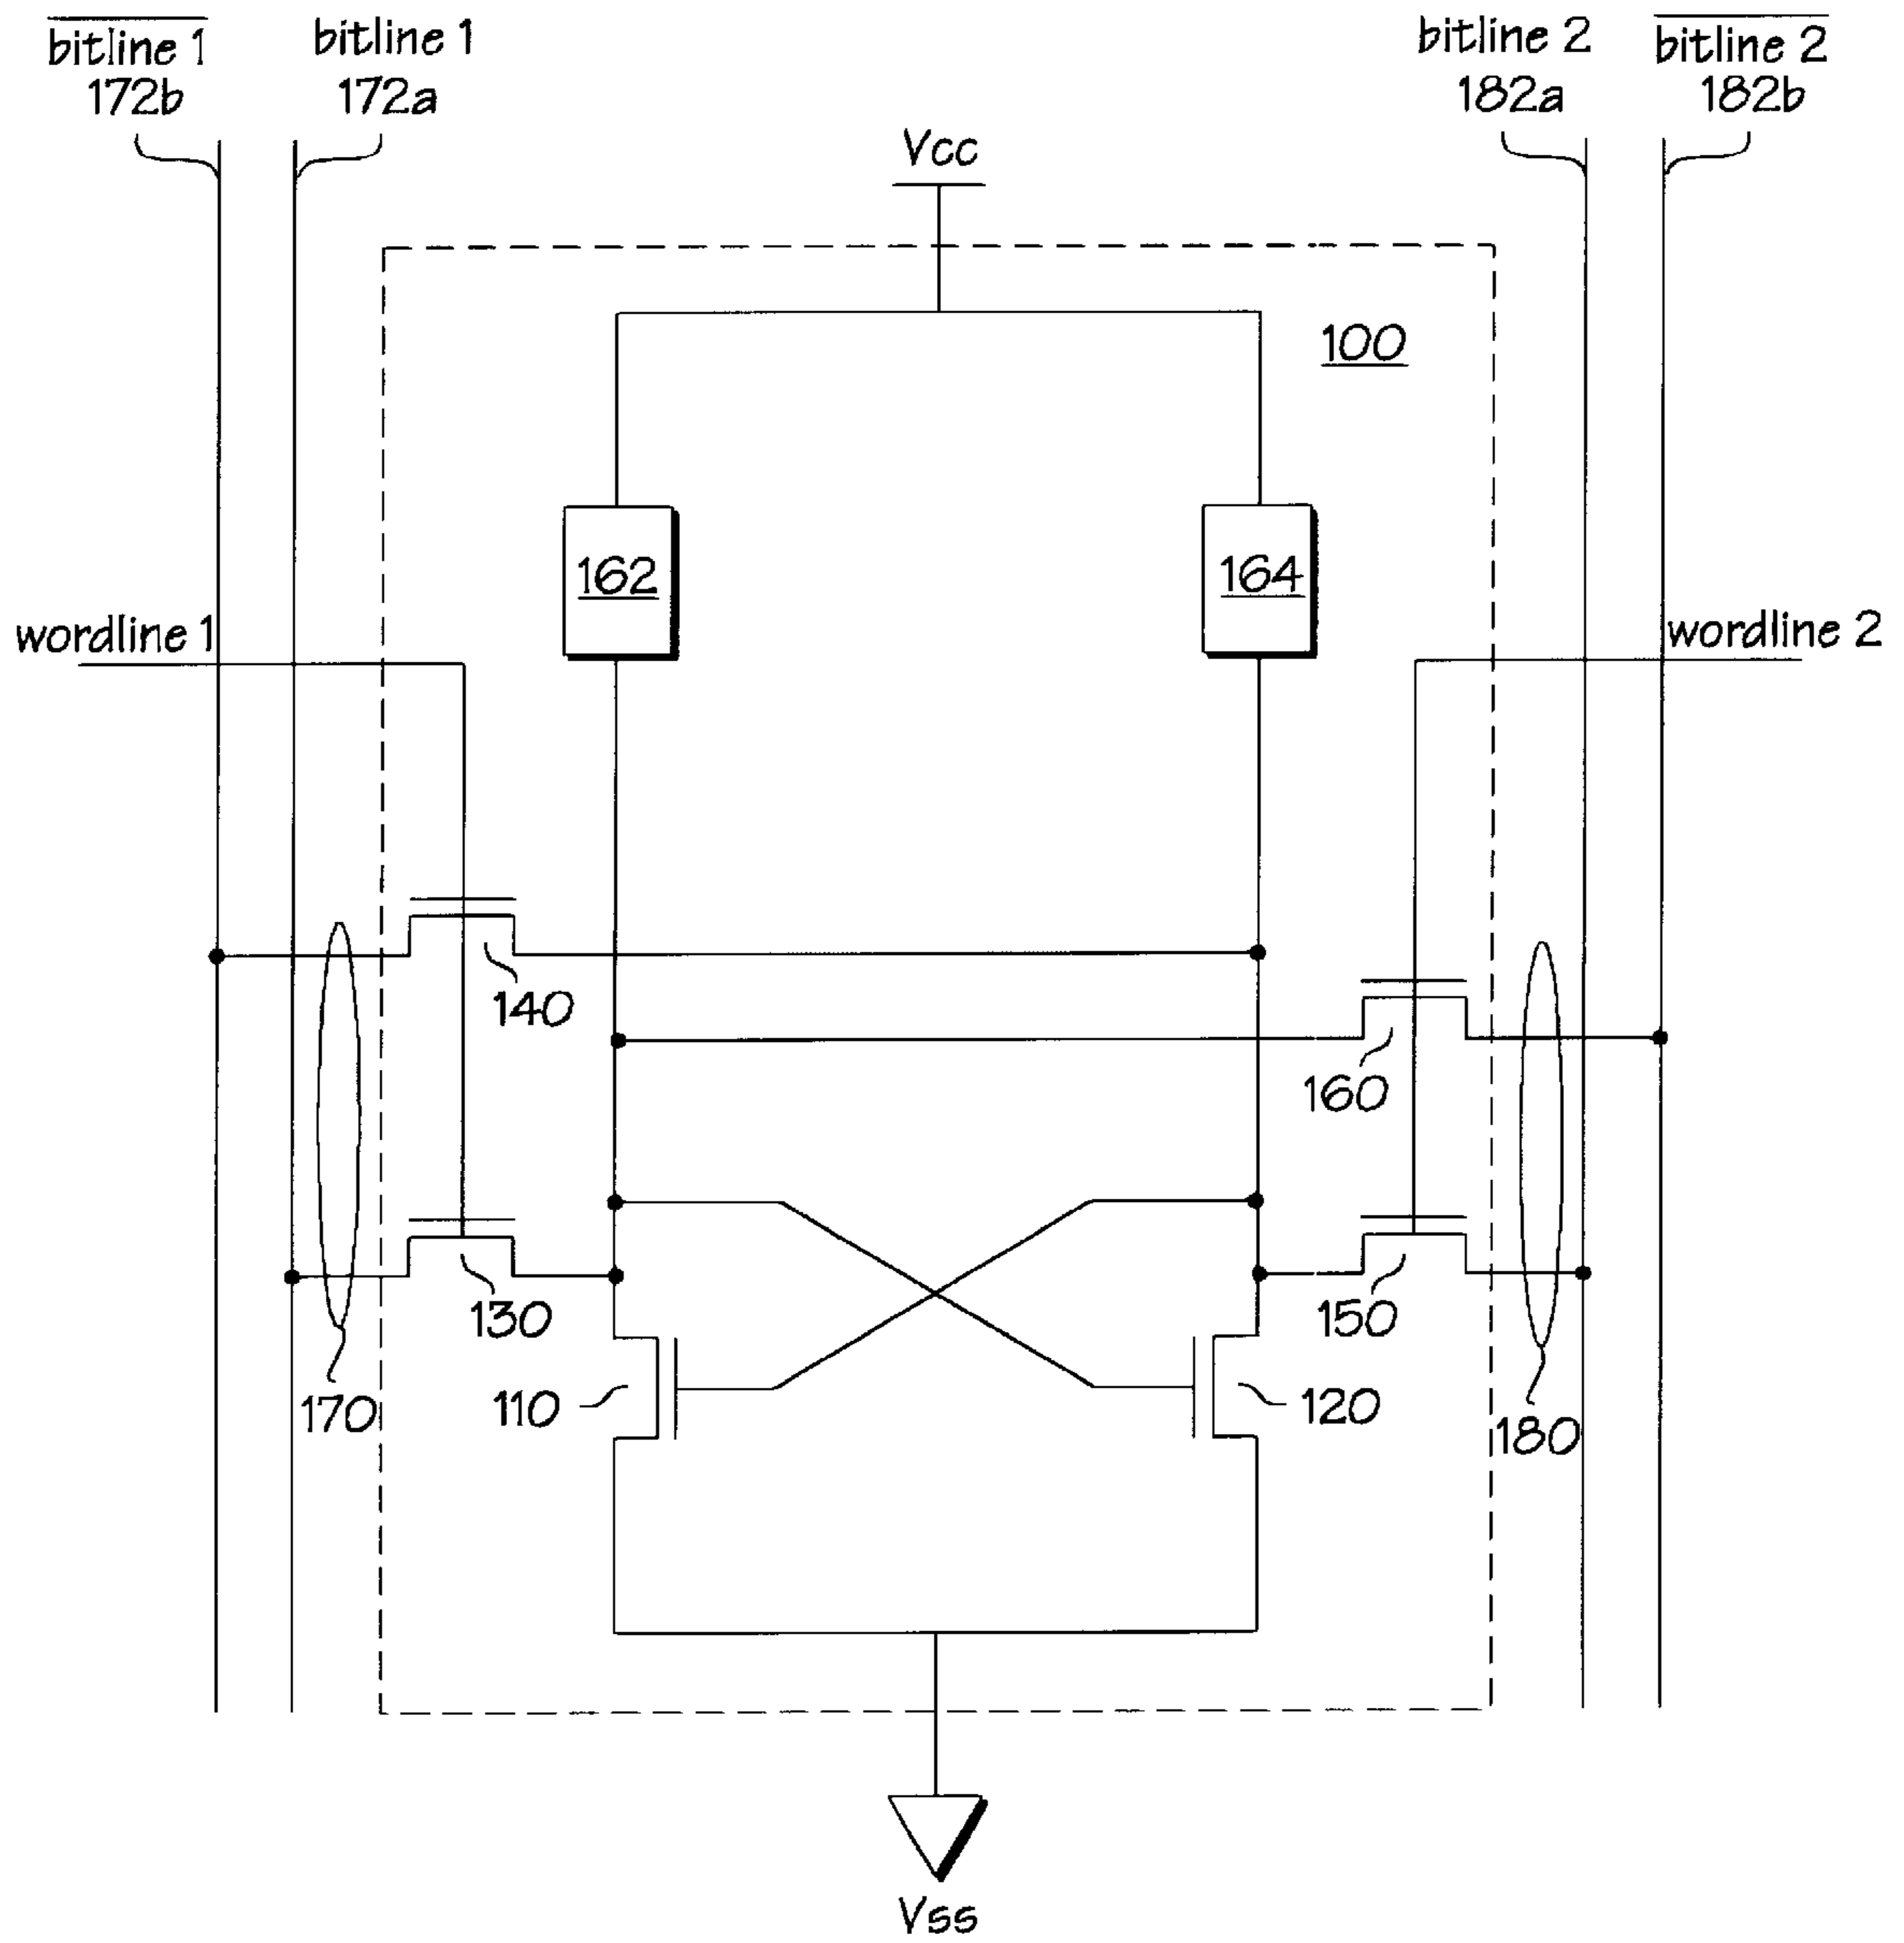 bitline 1
172b
bitline 1
172a
bitline 2
182a
bitline 2
182b
Vcc
100
162
164
wordline 1
wordline 2
140
160
130
150
110
120
170
180
Vss